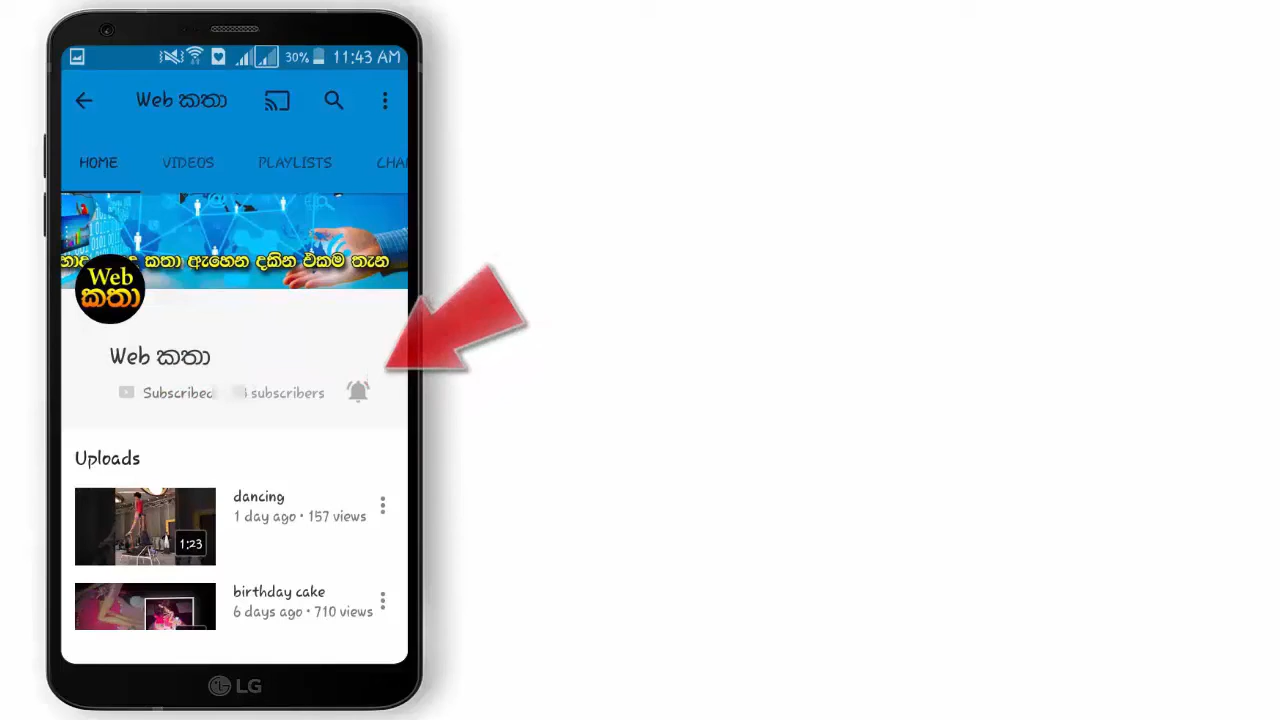 30% 11:43 AM
Web කතා
HOME VIDEOS PLAYLISTS CHA
කතා ඇහෙන දකින එකම තැන
Web
කතා
Web කතා
Subscribed subscribers
Uploads
dancing
1 day ago • 157 views
1:23
birthday cake
6 days ago • 710 views
LG